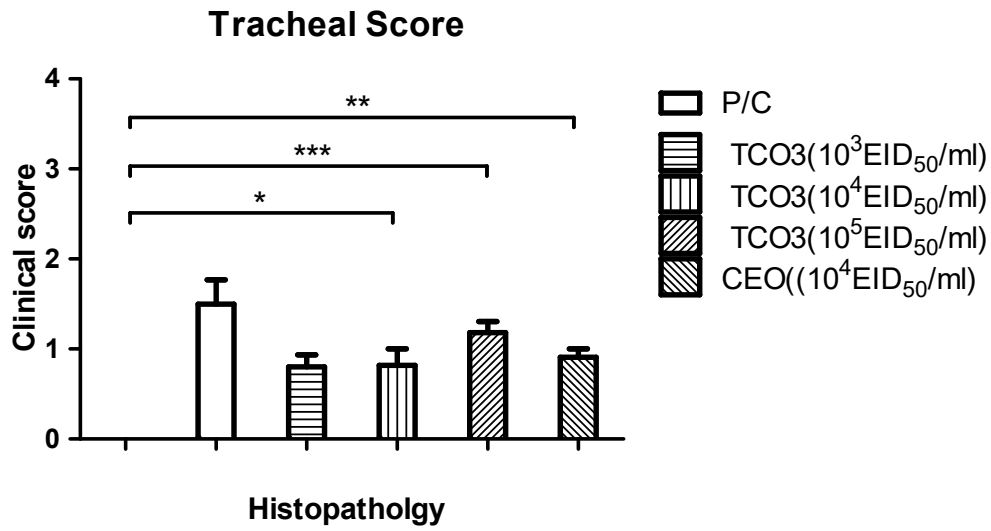 Tracheal Score
Clinical score
4
3
2
1
0
**
***
*
Histopatholgy
P/C
TCO3(10³EID₅₀/ml)
TCO3(10⁴EID₅₀/ml)
TCO3(10⁵EID₅₀/ml)
CEO((10⁴EID₅₀/ml)